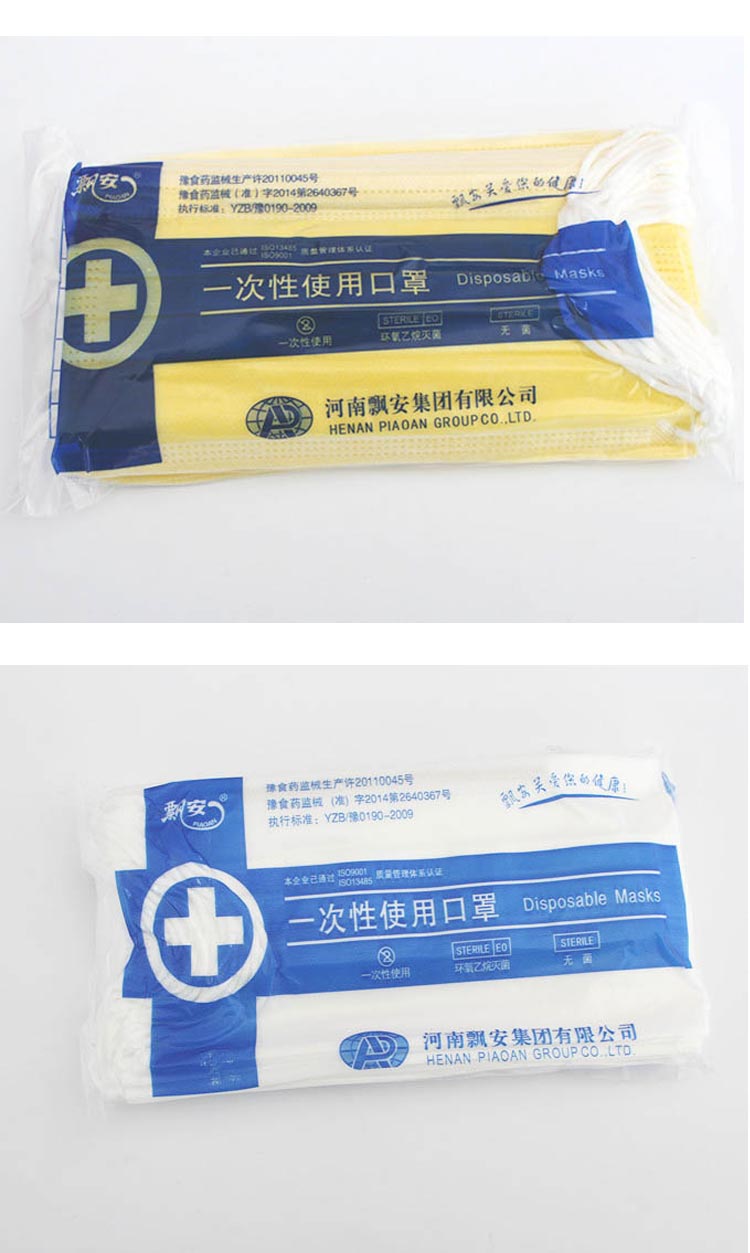 飘安®
PIAOAN
豫食药监械生产许20110045号
豫食药监械（准）字2014第2640367号
执行标准：YZB/豫0190-2009
飘安关爱您的健康!
本企业已通过 ISO13485 ISO9001 质量管理体系认证
一次性使用口罩 Disposable Masks
2
STERILE EO
STERILE
一次性使用
环氧乙烷灭菌
无菌
河南飘安集团有限公司
HENAN PIAOAN GROUP CO.,LTD.
飘安®
PIAOAN
豫食药监械生产许20110045号
豫食药监械（准）字2014第2640367号
执行标准：YZB/豫0190-2009
飘安关爱您的健康!
本企业已通过 ISO9001 ISO13485 质量管理体系认证
一次性使用口罩 Disposable Masks
2
STERILE EO
STERILE
一次性使用
环氧乙烷灭菌
无菌
河南飘安集团有限公司
HENAN PIAOAN GROUP CO.,LTD.